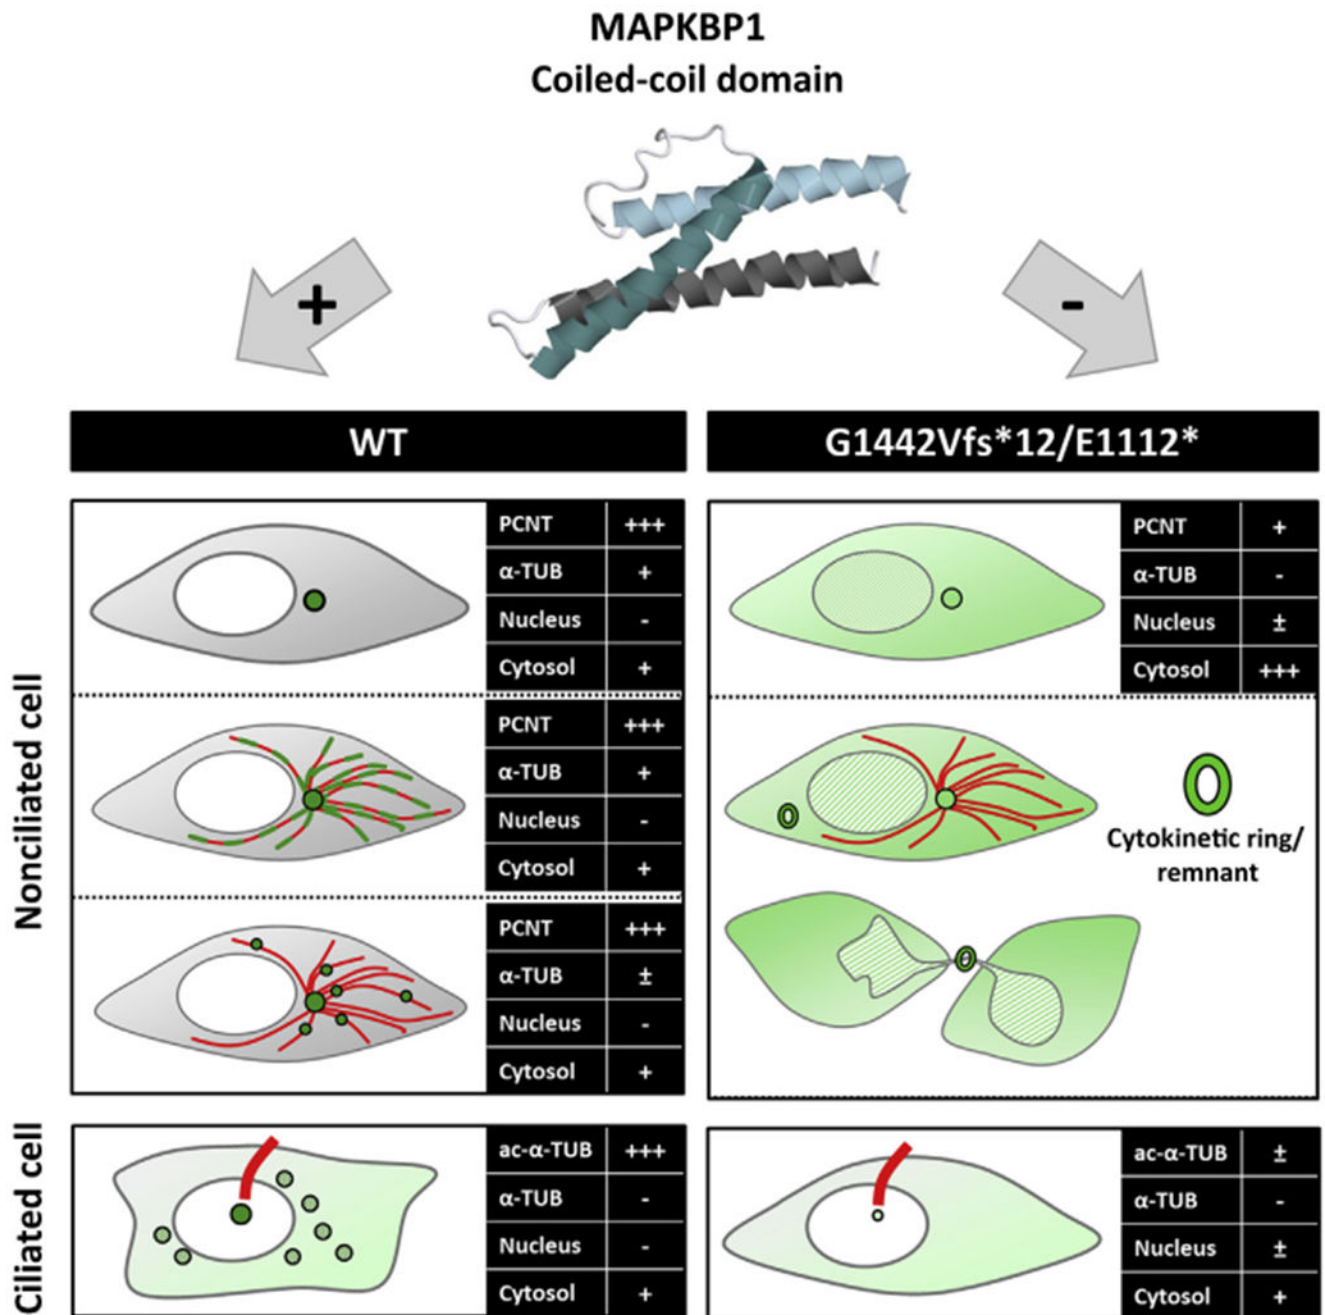 MAPKBP1
Coiled-coil domain
+
-
WT
G1442Vfs*12/E1112*
Nonciliated cell
PCNT +++
α-TUB +
Nucleus -
Cytosol +
PCNT +++
α-TUB +
Nucleus -
Cytosol +
PCNT +++
α-TUB ±
Nucleus -
Cytosol +
PCNT +
α-TUB -
Nucleus ±
Cytosol +++
Cytokinetic ring/
remnant
Ciliated cell
ac-α-TUB +++
α-TUB -
Nucleus -
Cytosol +
ac-α-TUB ±
α-TUB -
Nucleus ±
Cytosol +